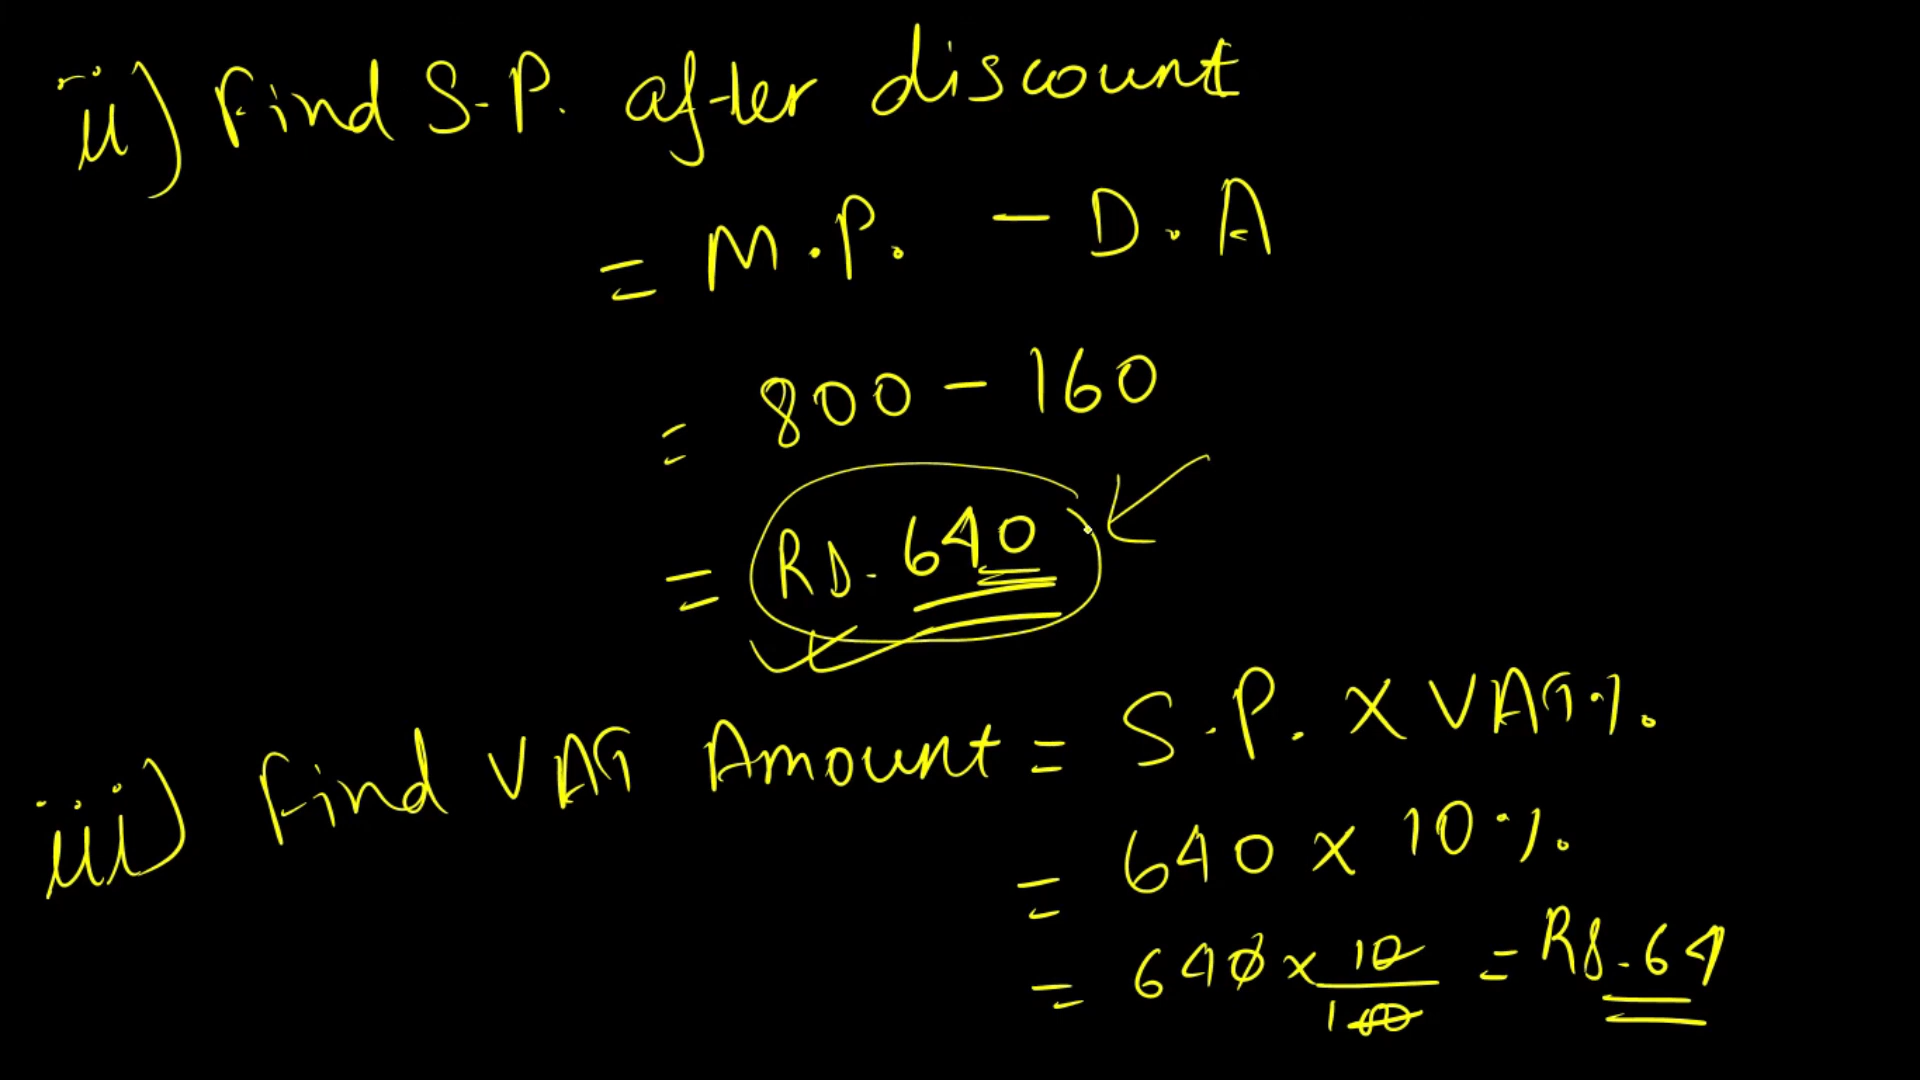 ii) Find S.P. after discount
= M.P. - D.A
= 800 - 160
= Rs. 640
iii) Find VAT Amount = S.P. x VAT%.
= 640 x 10%.
= 640 x 10/100 = Rs. 64